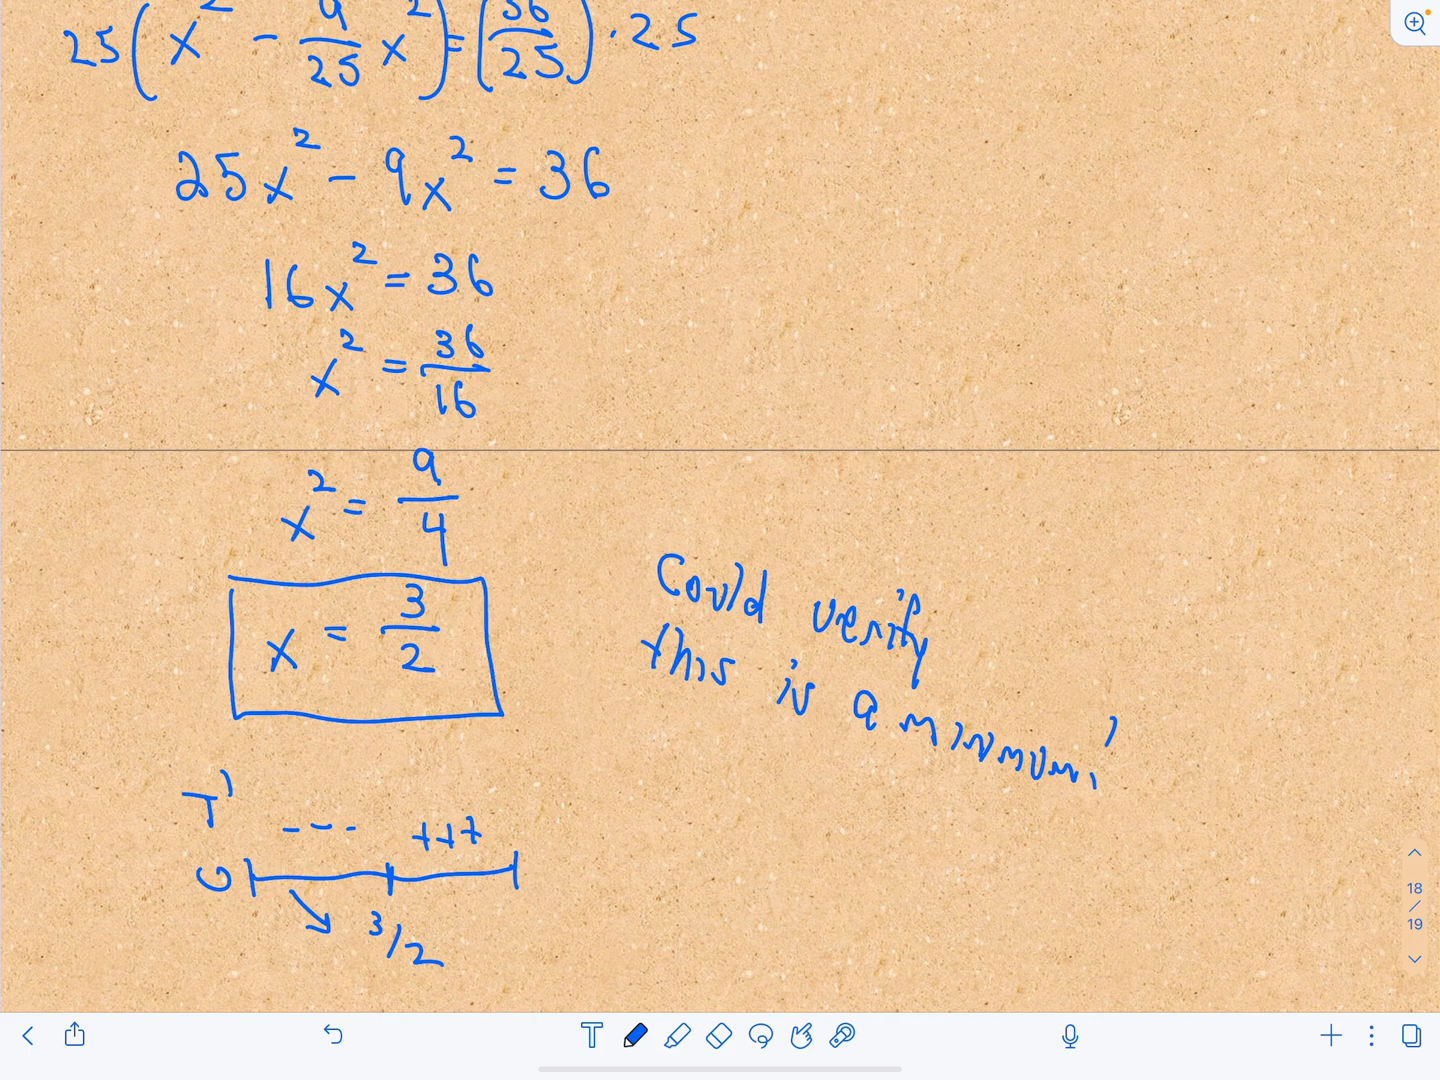 25(x² - 9/25 x²) = (36/25) · 25
25x² - 9x² = 36
16x² = 36
x² = 36/16
x² = 9/4
x = 3/2
Could verify
this is a minimum!
T'
--- +++
0
3/2
18
/
19
T